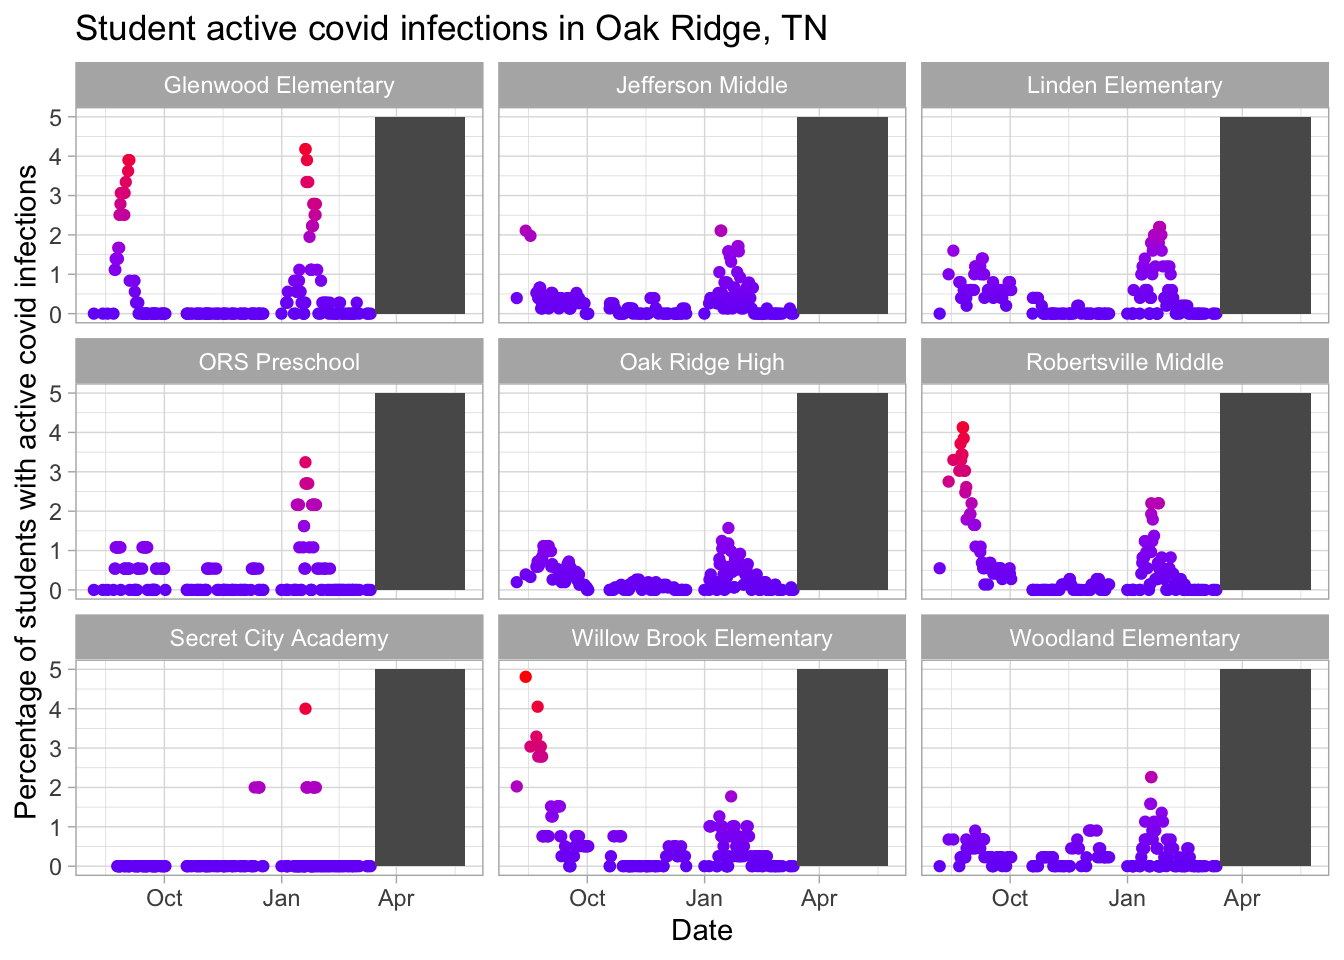 Student active covid infections in Oak Ridge, TN
Glenwood Elementary
Jefferson Middle
Linden Elementary
5
4
3
2
1
0
ORS Preschool
Oak Ridge High
Robertsville Middle
5
4
3
2
1
0
Secret City Academy
Willow Brook Elementary
Woodland Elementary
5
4
3
2
1
0
Percentage of students with active covid infections
Oct Jan Apr
Oct Jan Apr
Oct Jan Apr
Date